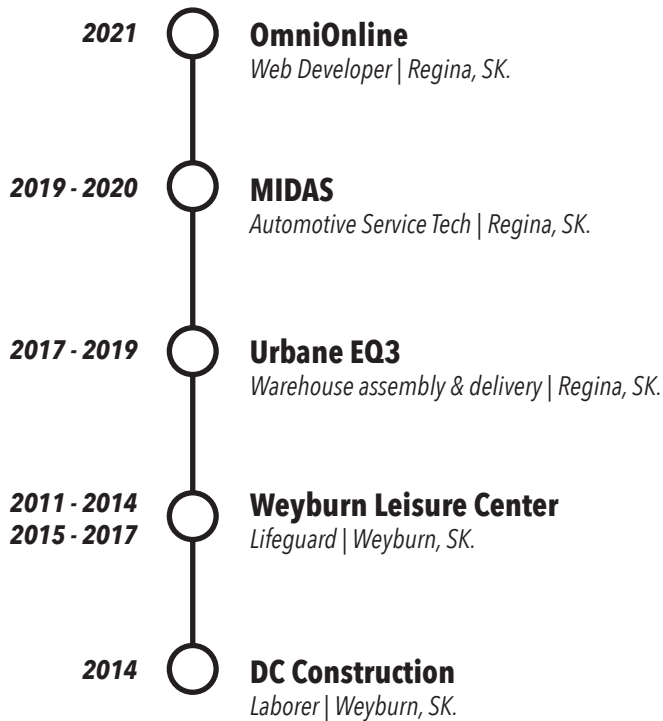 2021
OmniOnline
Web Developer | Regina, SK.
2019 - 2020
MIDAS
Automotive Service Tech | Regina, SK.
2017 - 2019
Urbane EQ3
Warehouse assembly & delivery | Regina, SK.
2011 - 2014
2015 - 2017
Weyburn Leisure Center
Lifeguard | Weyburn, SK.
2014
DC Construction
Laborer | Weyburn, SK.